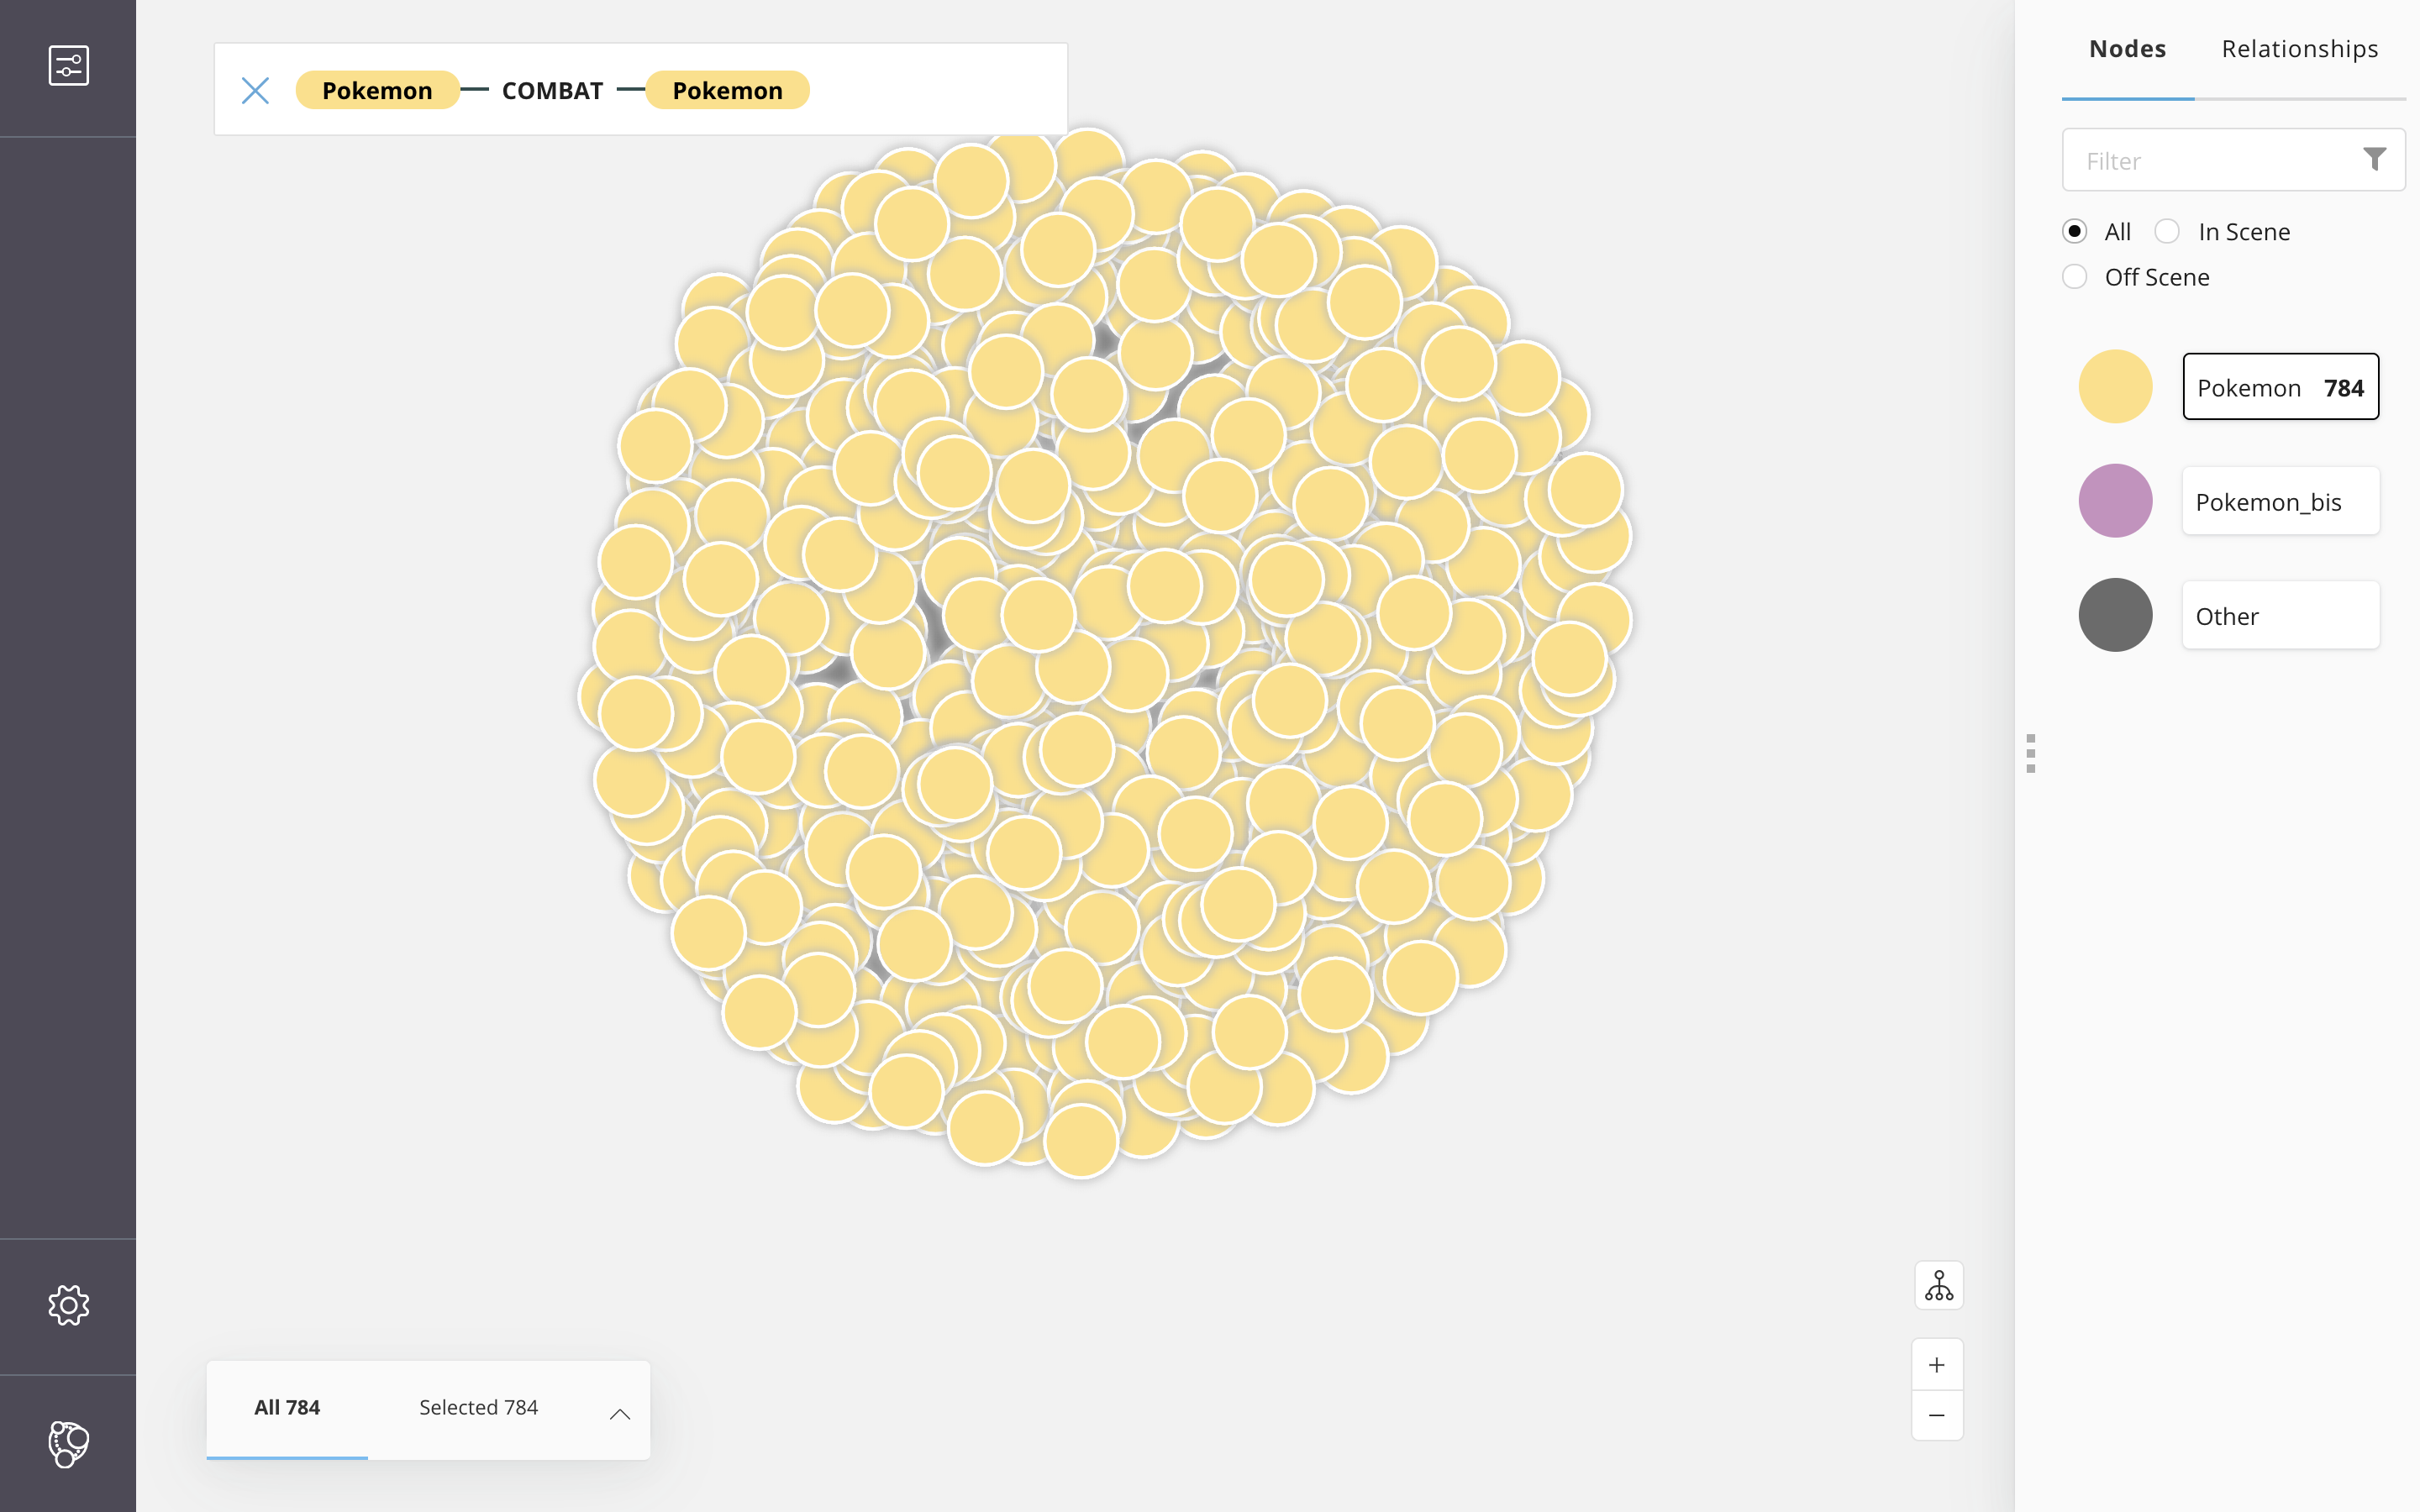 Pokemon COMBAT Pokemon
Nodes Relationships
Filter
All In Scene
Off Scene
Pokemon 784
Pokemon_bis
Other
All 784 Selected 784